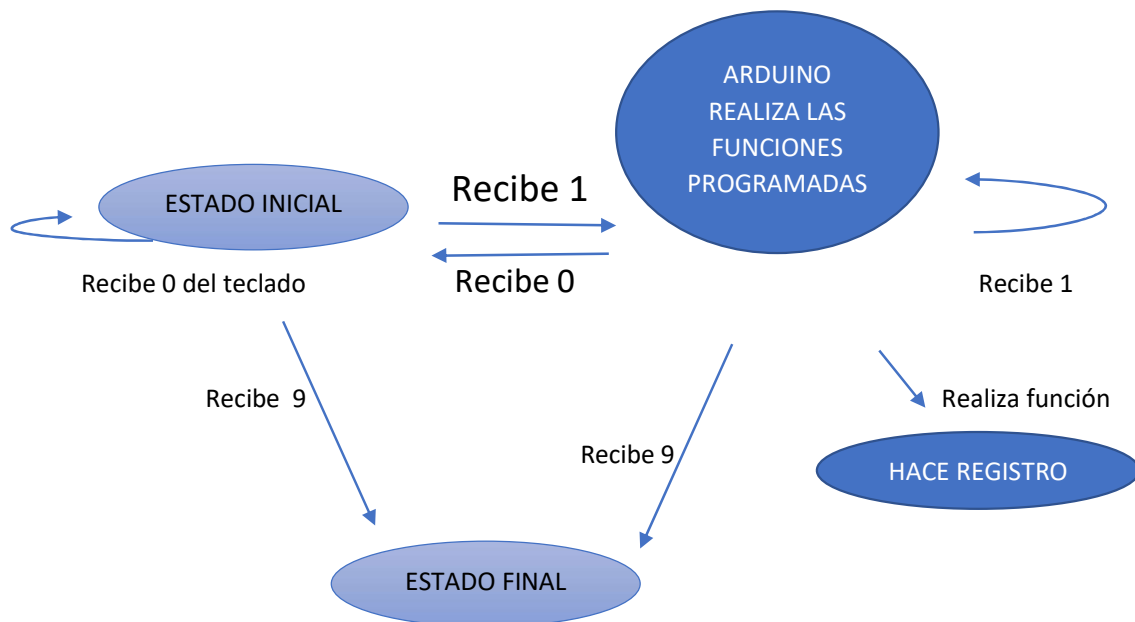 ARDUINO
REALIZA LAS
FUNCIONES
PROGRAMADAS
ESTADO INICIAL
Recibe 1
Recibe 0 del teclado
Recibe 0
Recibe 1
Recibe 9
Realiza función
Recibe 9
HACE REGISTRO
ESTADO FINAL